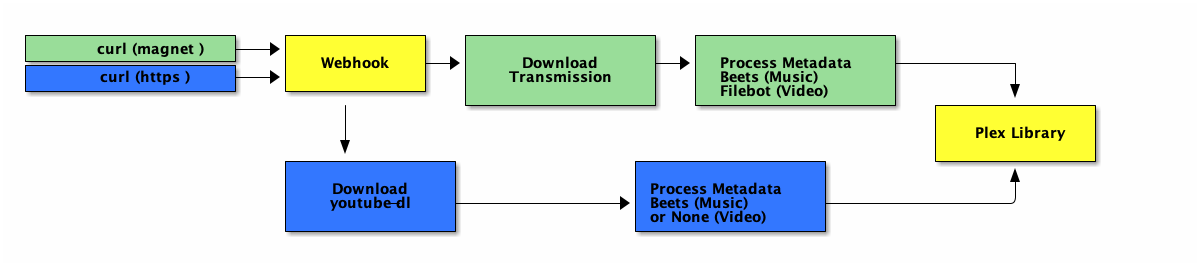 curl (magnet )
curl (https )
Webhook
Download
Transmission
Process Metadata
Beets (Music)
Filebot (Video)
Plex Library
Download
youtube-dl
Process Metadata
Beets (Music)
or None (Video)